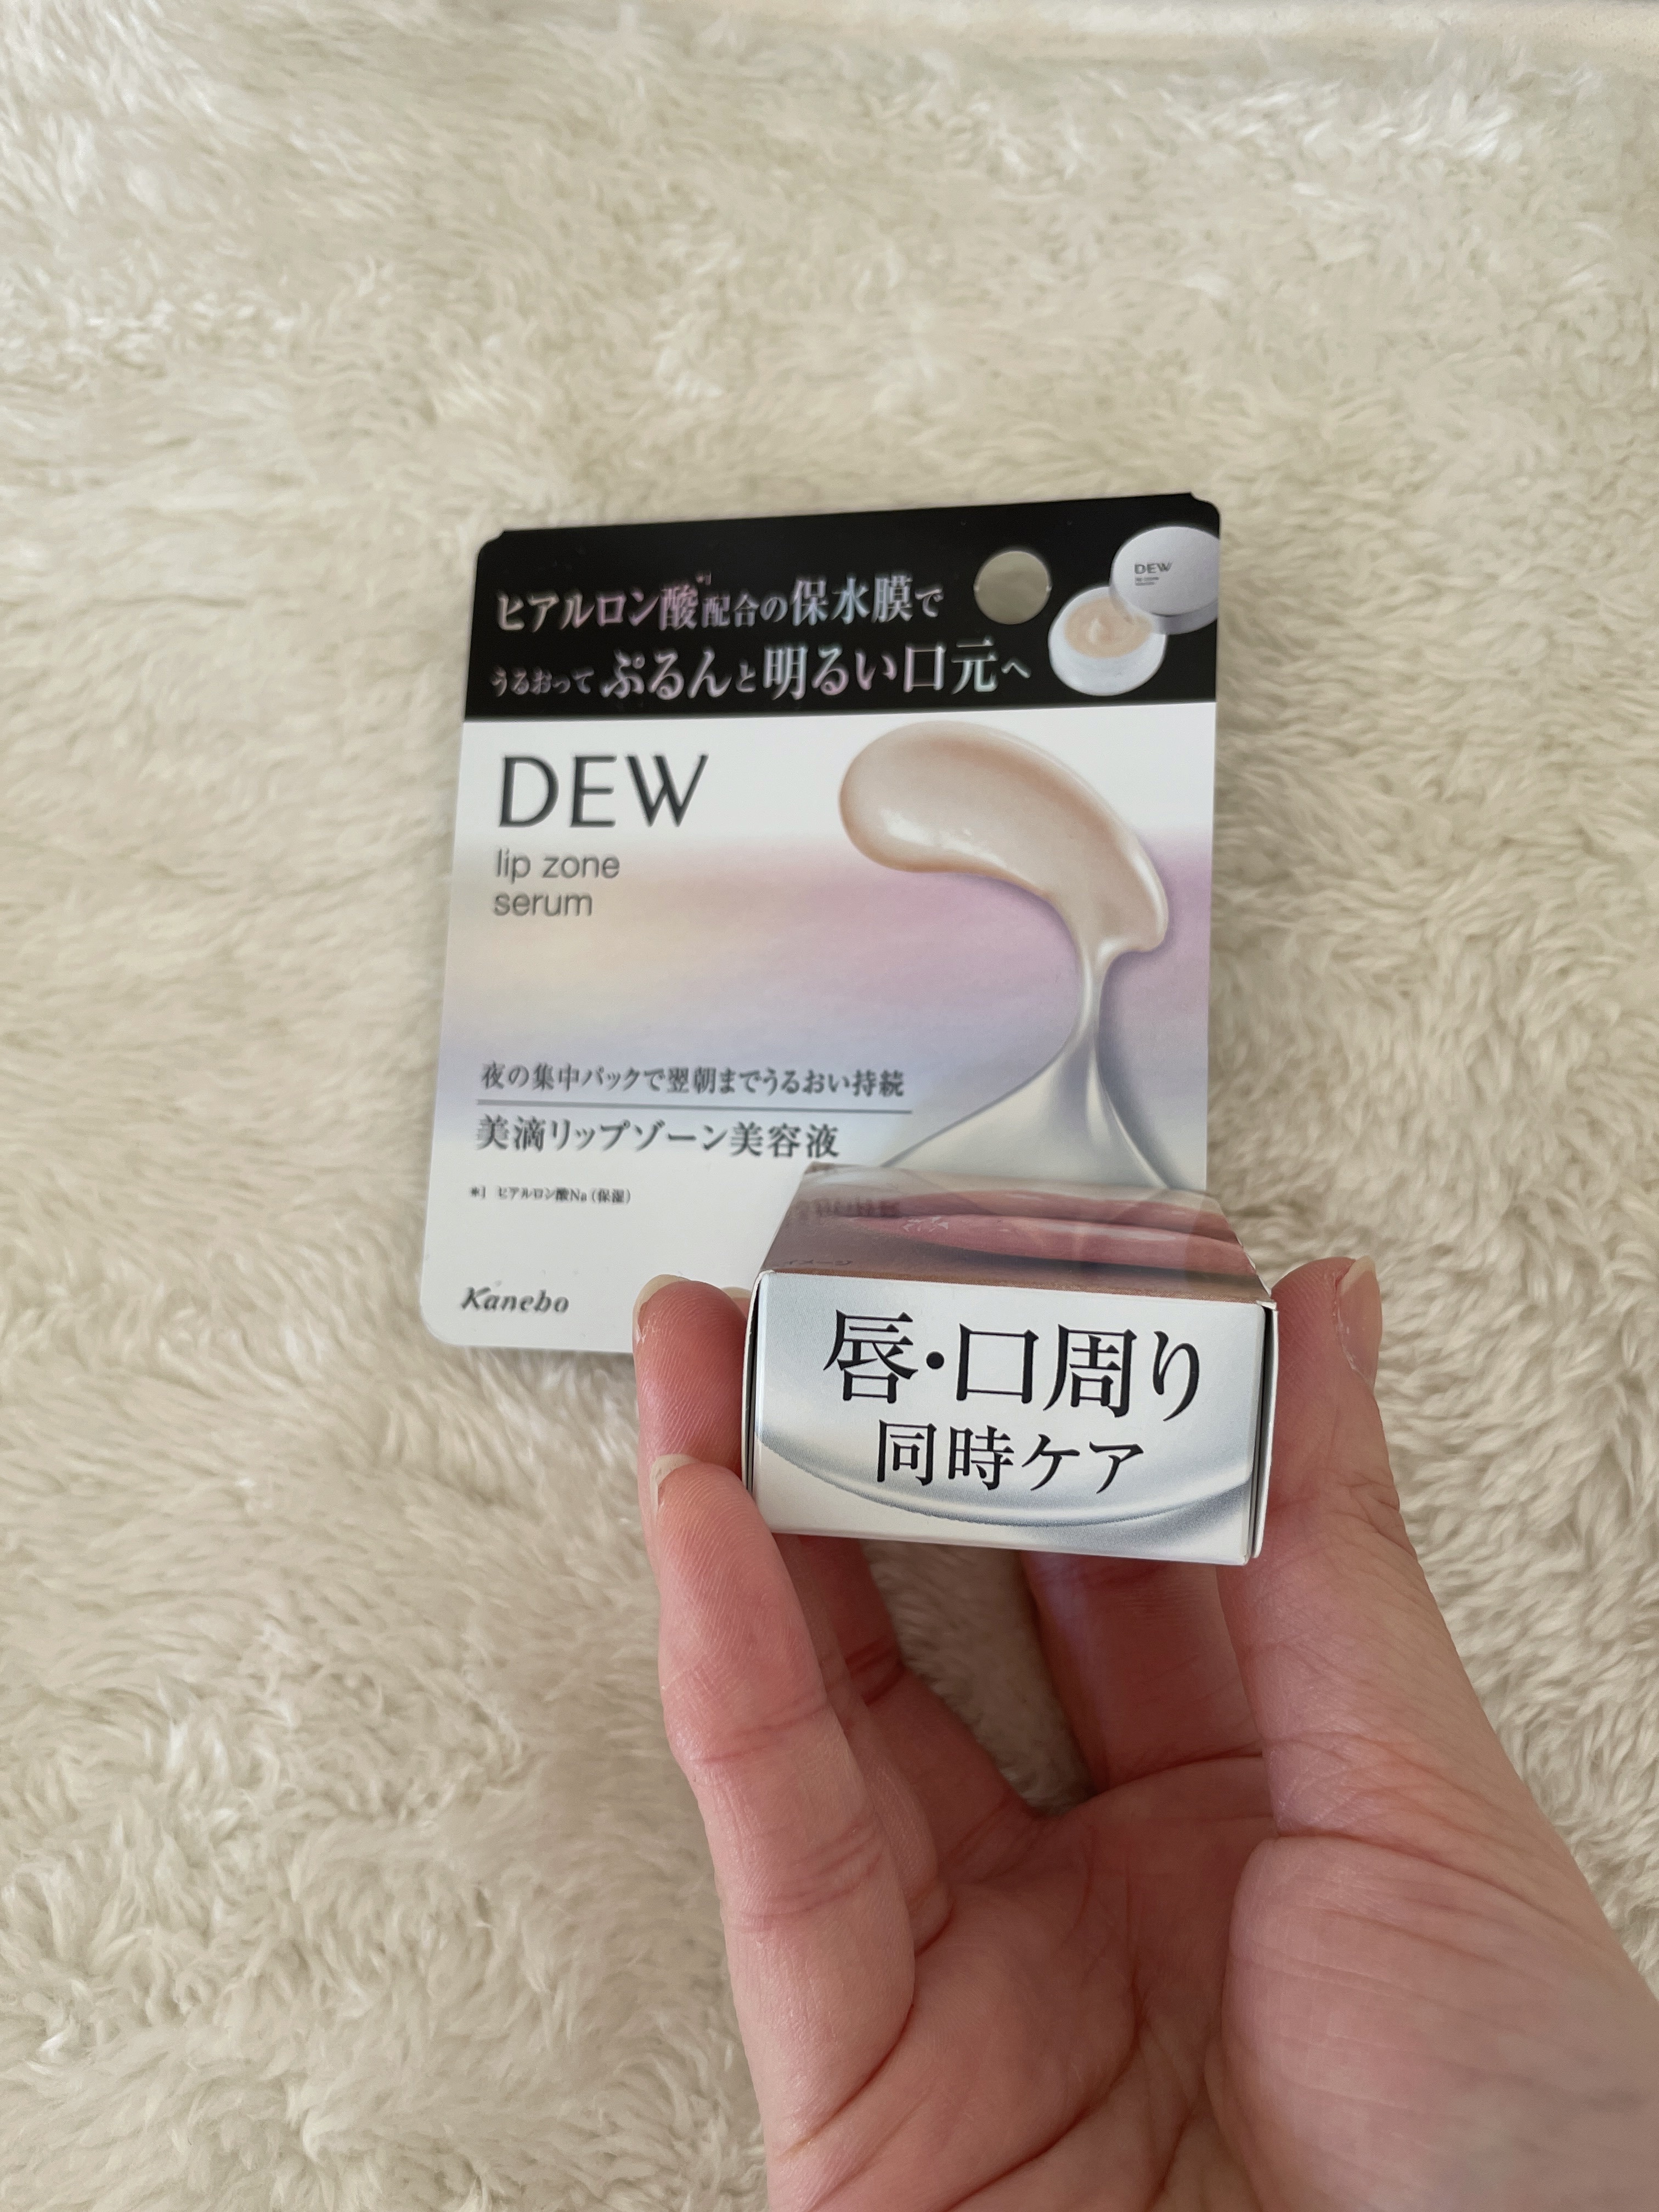 ヒアルロン酸*1配合の保水膜で
うるおってぷるんと明るい口元へ
DEW
DEW
lip zone
serum
夜の集中パックで翌朝までうるおい持続
美滴リップゾーン美容液
*1 ヒアルロン酸Na（保湿）
イメージ
Kanebo
唇・口周り
同時ケア